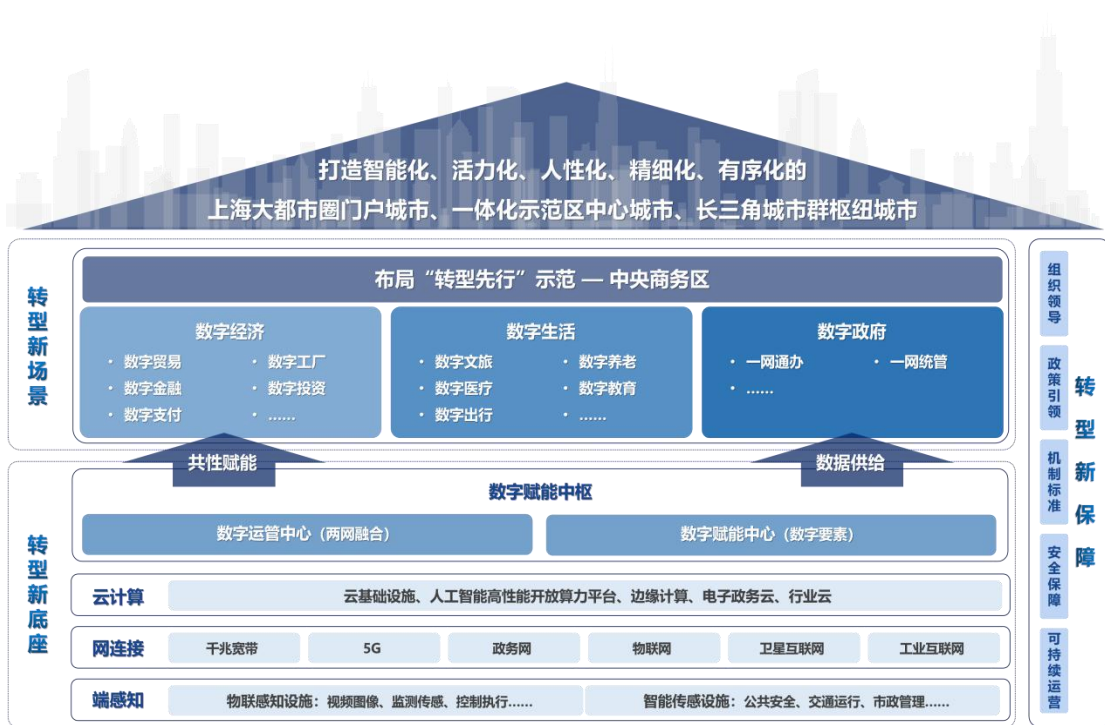 打造智能化、活力化、人性化、精细化、有序化的
上海大都市圈门户城市、一体化示范区中心城市、长三角城市群枢纽城市
转型新场景
布局“转型先行”示范 — 中央商务区
数字经济
· 数字贸易
· 数字工厂
· 数字金融
· 数字投资
· 数字支付
· ......
数字生活
· 数字文旅
· 数字养老
· 数字医疗
· 数字教育
· 数字出行
· ......
数字政府
· 一网通办
· 一网统管
· ......
共性赋能
数据供给
转型新底座
数字赋能中枢
数字运管中心（两网融合）
数字赋能中心（数字要素）
云计算
云基础设施、人工智能高性能开放算力平台、边缘计算、电子政务云、行业云
网连接
千兆宽带
5G
政务网
物联网
卫星互联网
工业互联网
端感知
物联感知设施：视频图像、监测传感、控制执行......
智能传感设施：公共安全、交通运行、市政管理......
组织领导
政策引领
机制标准
安全保障
可持续运营
转型新保障